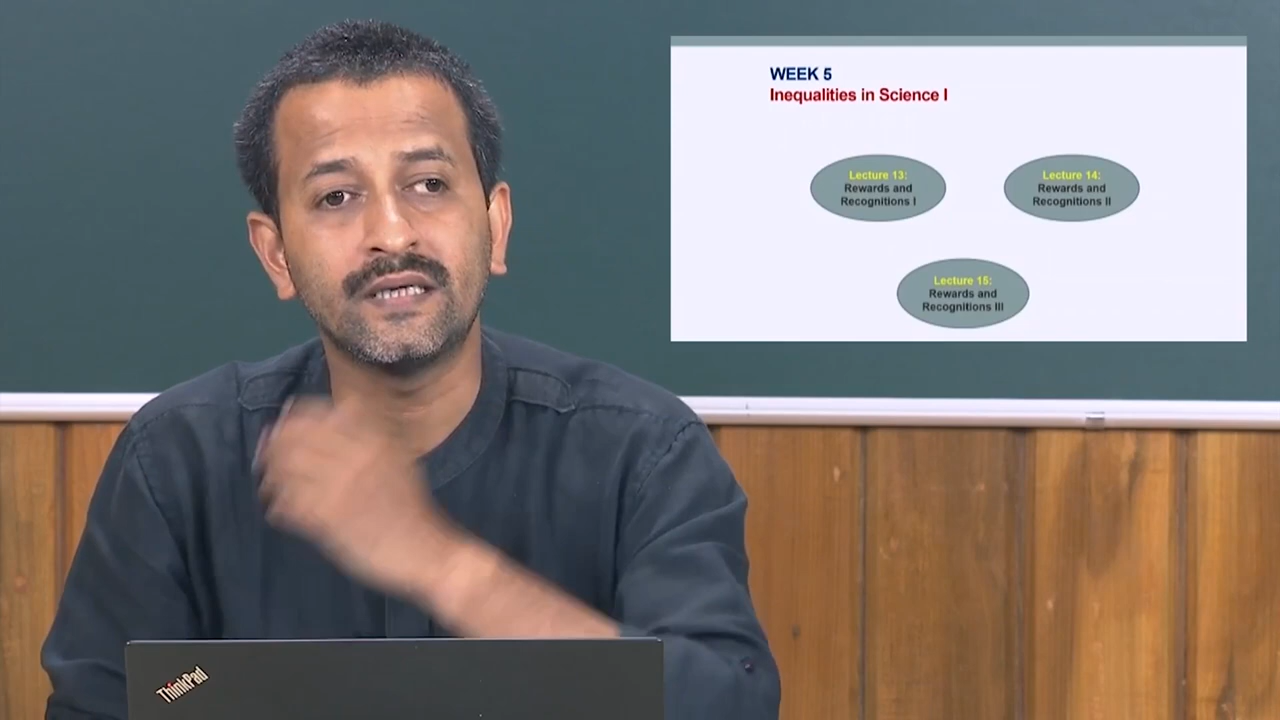 WEEK 5
Inequalities in Science I
Lecture 13:
Rewards and
Recognitions I
Lecture 14:
Rewards and
Recognitions II
Lecture 15:
Rewards and
Recognitions III
ThinkPad